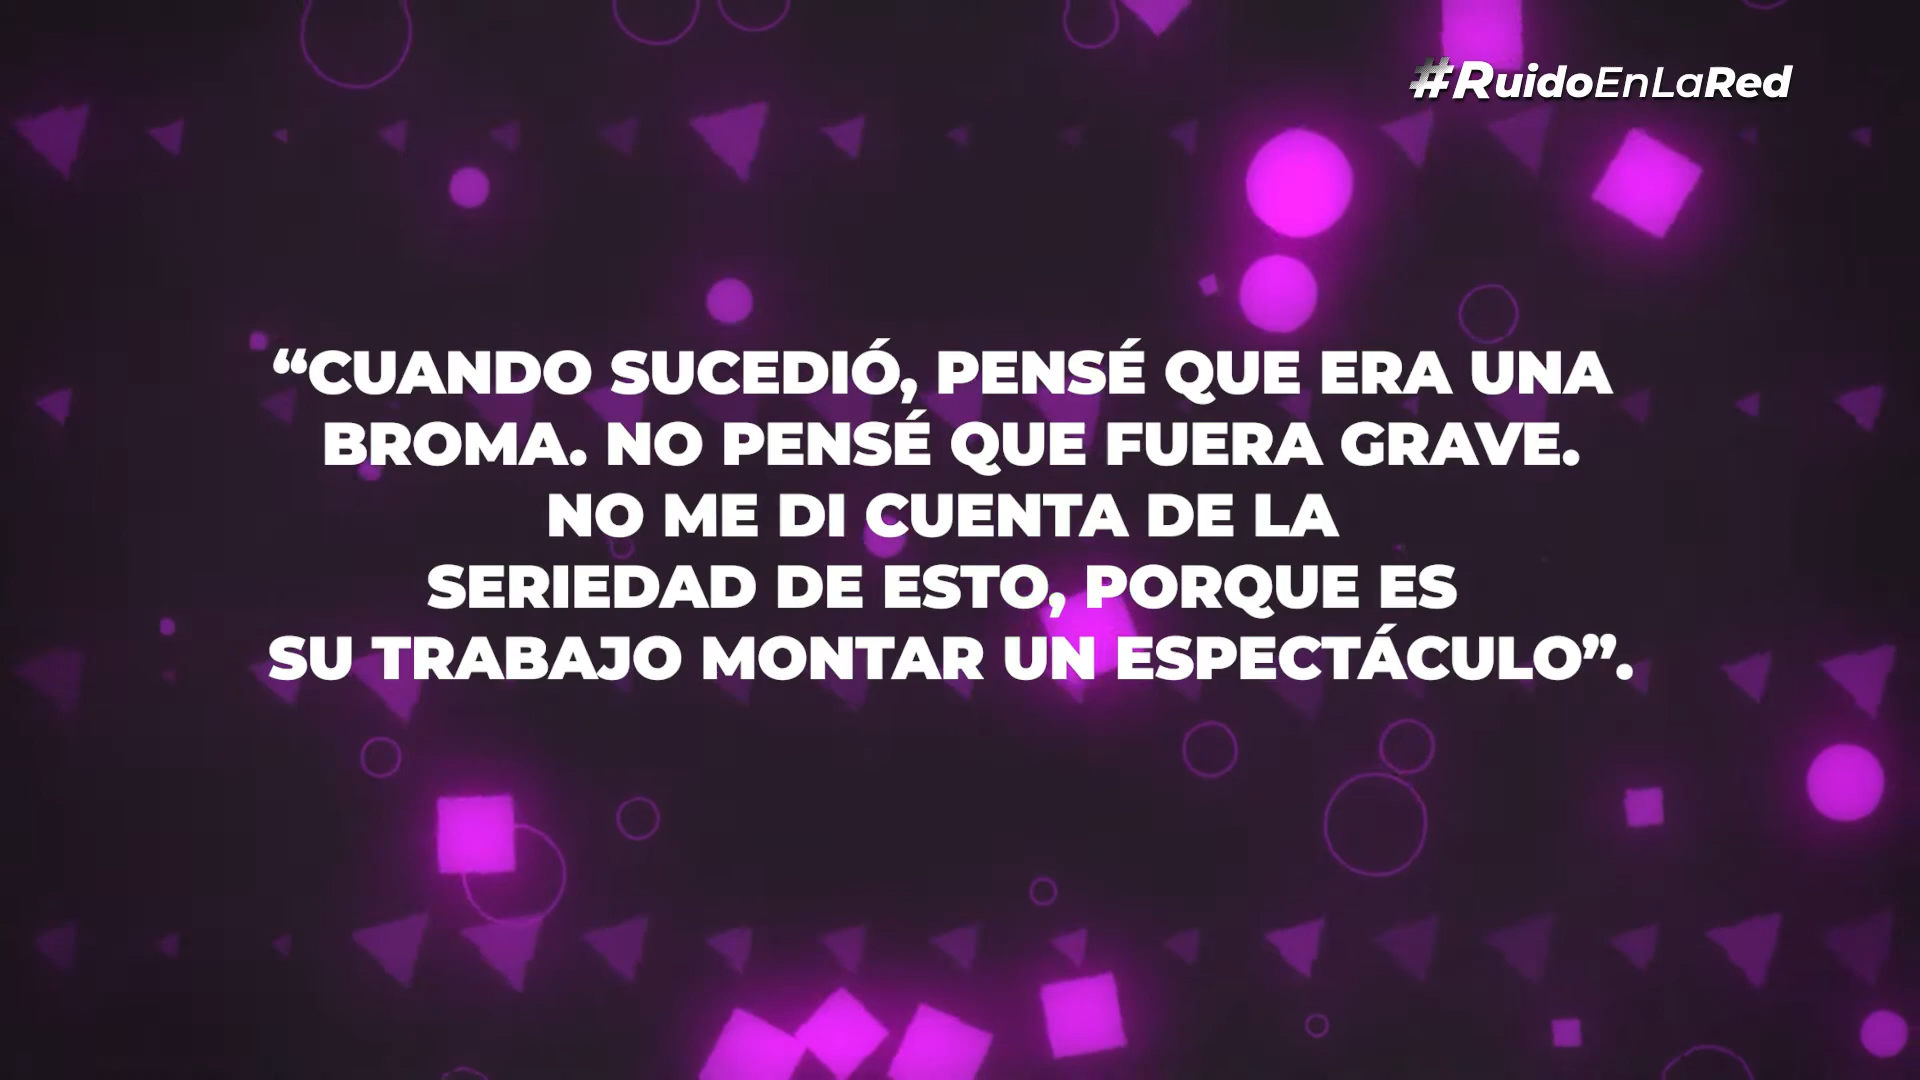 #RuidoEnLaRed
“CUANDO SUCEDIÓ, PENSÉ QUE ERA UNA
BROMA. NO PENSÉ QUE FUERA GRAVE.
NO ME DI CUENTA DE LA
SERIEDAD DE ESTO, PORQUE ES
SU TRABAJO MONTAR UN ESPECTÁCULO”.